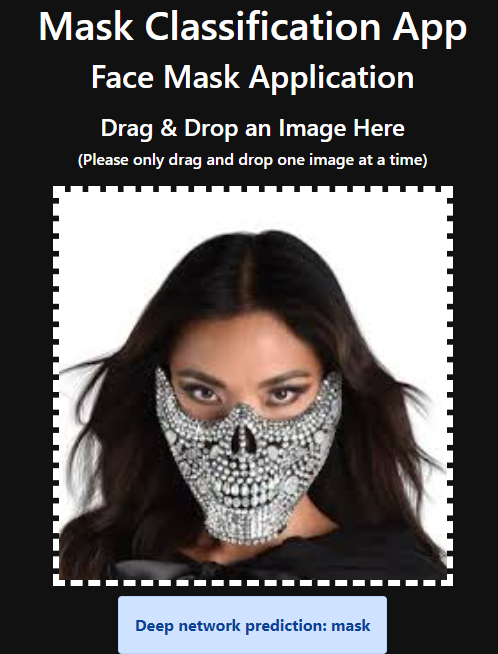 Mask Classification App
Face Mask Application
Drag & Drop an Image Here
(Please only drag and drop one image at a time)
Deep network prediction: mask